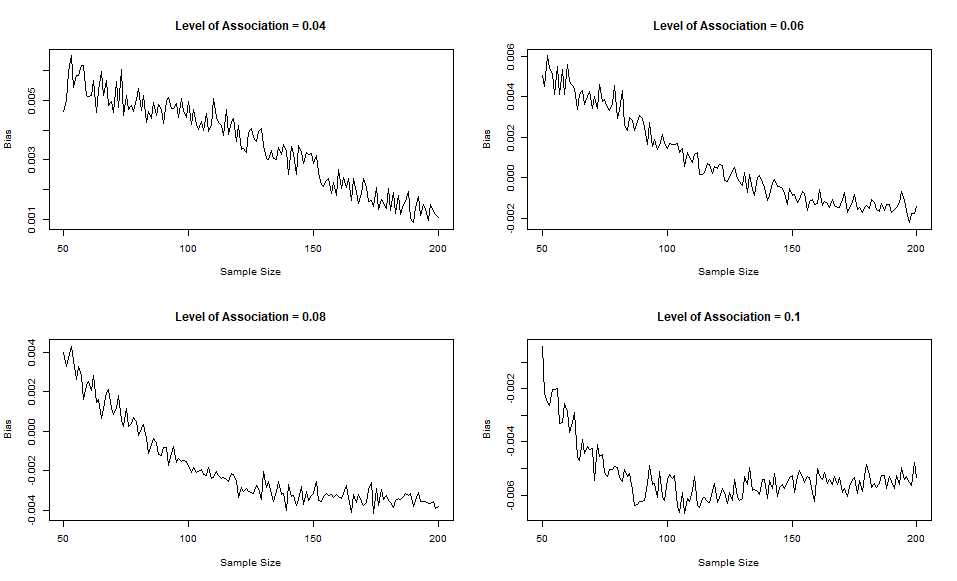 Level of Association = 0.04
Bias
0.005
0.003
0.001
50 100 150 200
Sample Size
Level of Association = 0.06
Bias
0.006
0.004
0.002
0.000
-0.002
50 100 150 200
Sample Size
Level of Association = 0.08
Bias
0.004
0.002
0.000
-0.002
-0.004
50 100 150 200
Sample Size
Level of Association = 0.1
Bias
-0.002
-0.004
-0.006
50 100 150 200
Sample Size